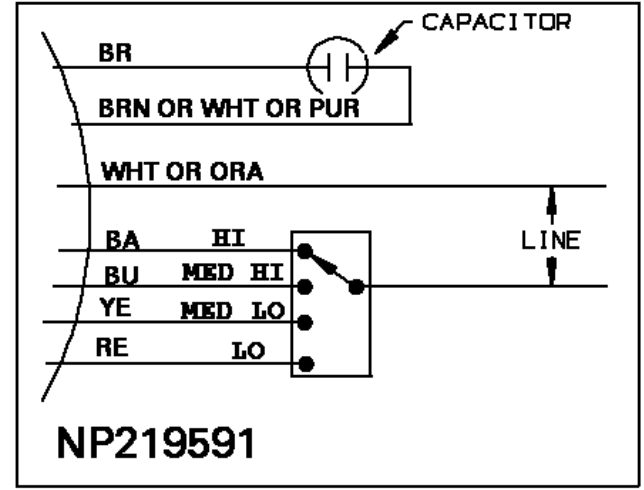 CAPACITOR
BR
BRN OR WHT OR PUR
WHT OR ORA
LINE
BA HI
BU MED HI
YE MED LO
RE LO
NP219591